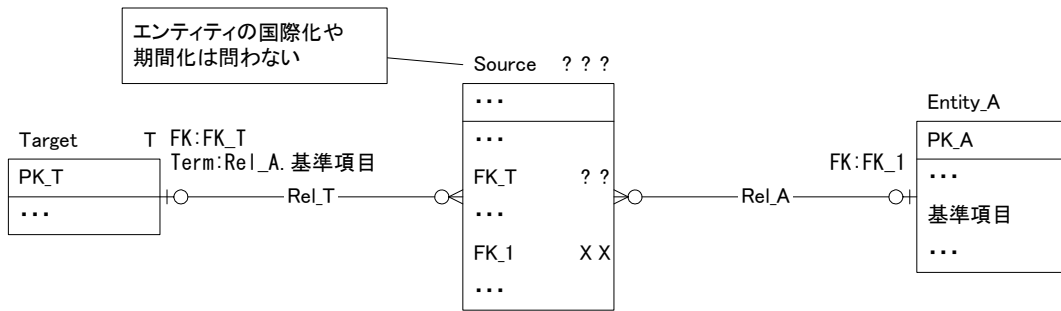 エンティティの国際化や
期間化は問わない
Source ? ? ?
・・・
・・・
FK_T ? ?
・・・
FK_1 X X
・・・
Target T
PK_T
・・・
FK:FK_T
Term:Rel_A.基準項目
Rel_T
Rel_A
FK:FK_1
Entity_A
PK_A
・・・
基準項目
・・・